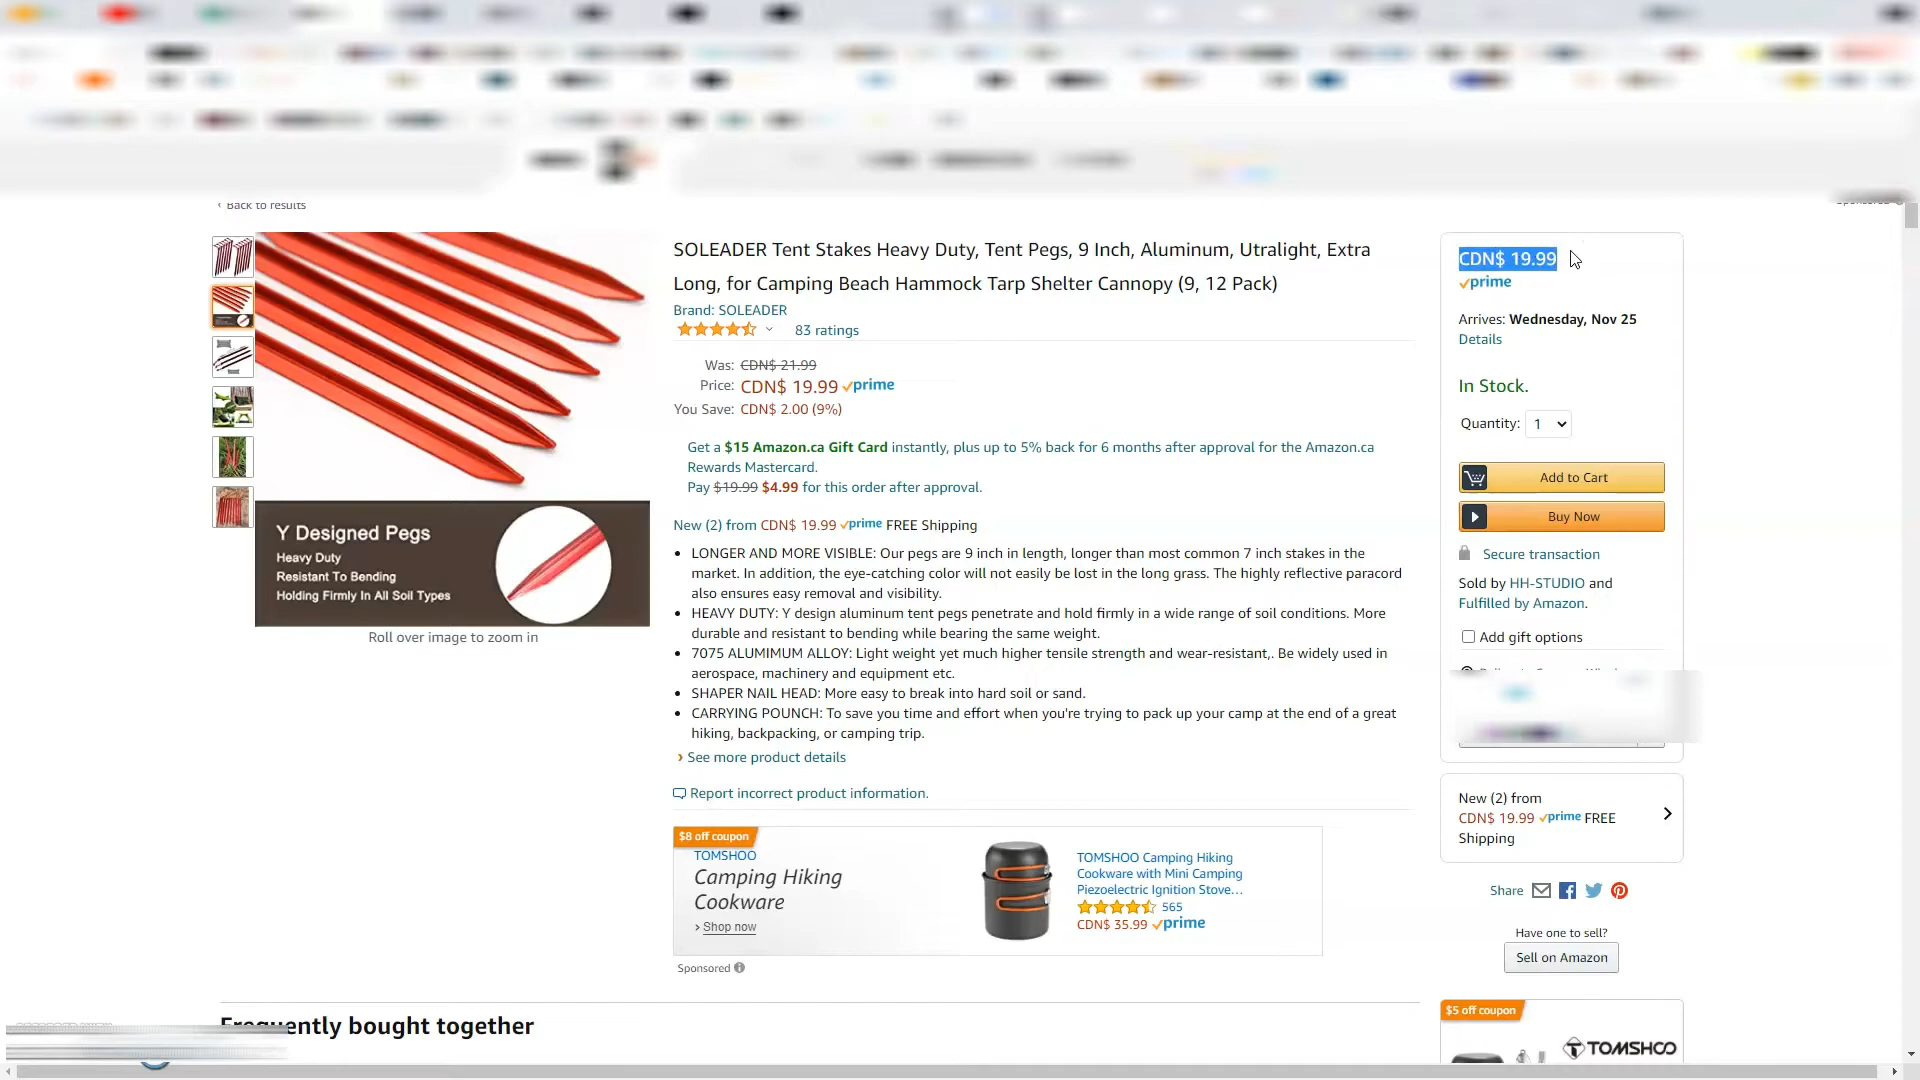 ‹ Back to results
SOLEADER Tent Stakes Heavy Duty, Tent Pegs, 9 Inch, Aluminum, Utralight, Extra
Long, for Camping Beach Hammock Tarp Shelter Cannopy (9, 12 Pack)
Brand: SOLEADER
83 ratings
Was: CDN$ 21.99
Price: CDN$ 19.99 prime
You Save: CDN$ 2.00 (9%)
Get a $15 Amazon.ca Gift Card instantly, plus up to 5% back for 6 months after approval for the Amazon.ca
Rewards Mastercard.
Pay $19.99 $4.99 for this order after approval.
New (2) from CDN$ 19.99 prime FREE Shipping
• LONGER AND MORE VISIBLE: Our pegs are 9 inch in length, longer than most common 7 inch stakes in the
market. In addition, the eye-catching color will not easily be lost in the long grass. The highly reflective paracord
also ensures easy removal and visibility.
• HEAVY DUTY: Y design aluminum tent pegs penetrate and hold firmly in a wide range of soil conditions. More
durable and resistant to bending while bearing the same weight.
• 7075 ALUMIMUM ALLOY: Light weight yet much higher tensile strength and wear-resistant,. Be widely used in
aerospace, machinery and equipment etc.
• SHAPER NAIL HEAD: More easy to break into hard soil or sand.
• CARRYING POUNCH: To save you time and effort when you're trying to pack up your camp at the end of a great
hiking, backpacking, or camping trip.
› See more product details
Report incorrect product information.
Y Designed Pegs
Heavy Duty
Resistant To Bending
Holding Firmly In All Soil Types
Roll over image to zoom in
$8 off coupon
TOMSHOO
Camping Hiking
Cookware
› Shop now
TOMSHOO Camping Hiking
Cookware with Mini Camping
Piezoelectric Ignition Stove…
565
CDN$ 35.99 prime
Sponsored
Frequently bought together
CDN$ 19.99
prime
Arrives: Wednesday, Nov 25
Details
In Stock.
Quantity: 1
Add to Cart
Buy Now
Secure transaction
Sold by HH-STUDIO and
Fulfilled by Amazon.
Add gift options
New (2) from
CDN$ 19.99 prime FREE
Shipping
Share
Have one to sell?
Sell on Amazon
$5 off coupon
TOMSHOO